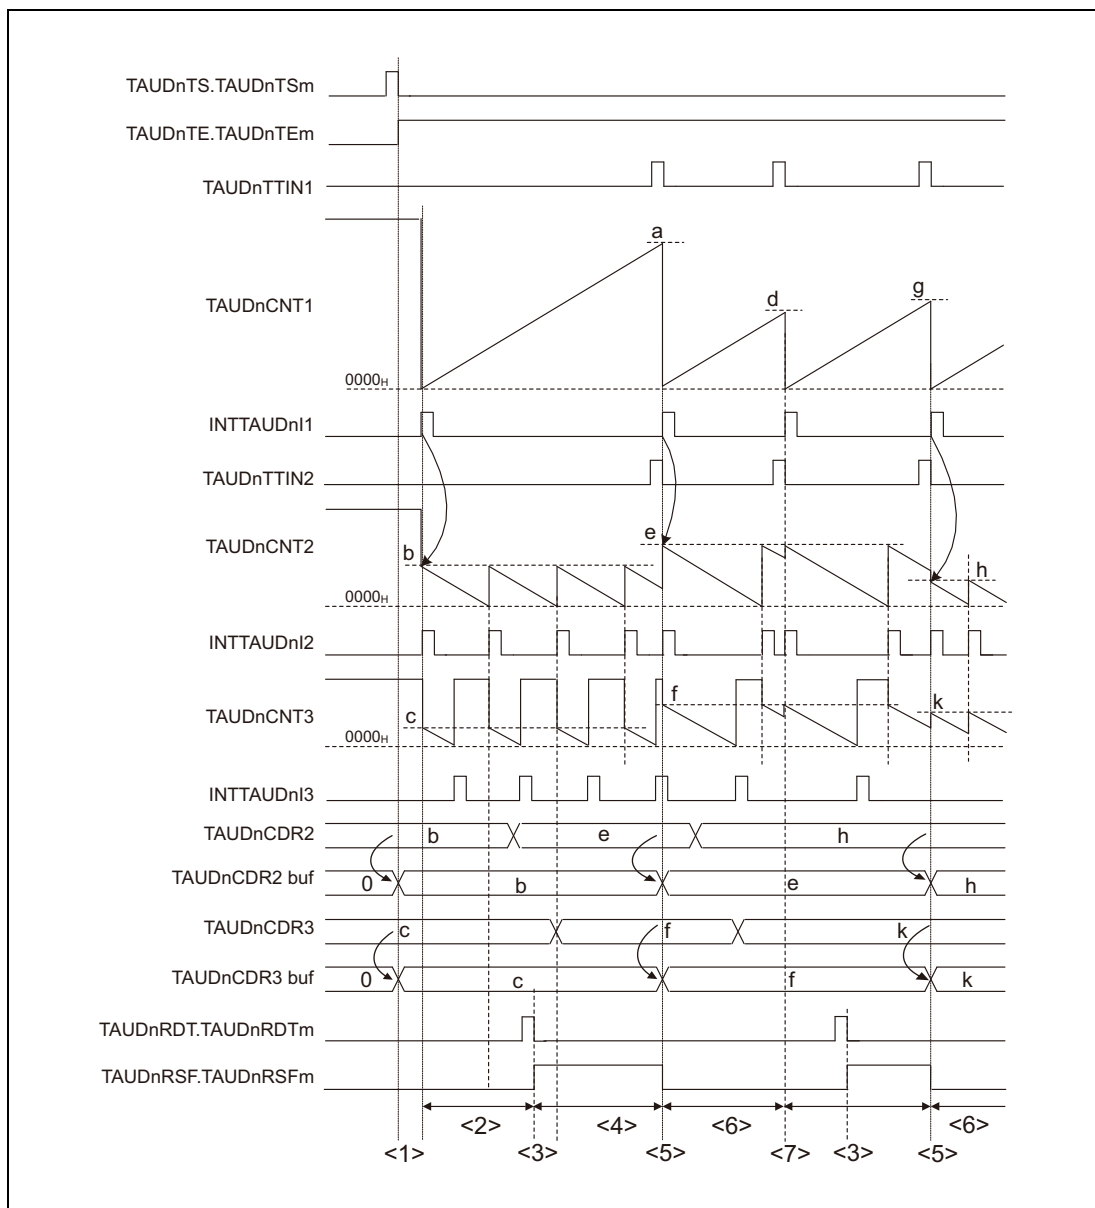 TAUDnTS.TAUDnTSm
TAUDnTE.TAUDnTEm
TAUDnTTIN1
a
TAUDnCNT1
d
g
0000H
INTTAUDnI1
TAUDnTTIN2
TAUDnCNT2
b
e
h
0000H
INTTAUDnI2
TAUDnCNT3
c
f
k
0000H
INTTAUDnI3
TAUDnCDR2
b
e
h
TAUDnCDR2 buf
0
b
e
h
TAUDnCDR3
c
f
k
TAUDnCDR3 buf
0
c
f
k
TAUDnRDT.TAUDnRDTm
TAUDnRSF.TAUDnRSFm
<2> <4> <6> <6>
<1> <3> <5> <7> <3> <5>